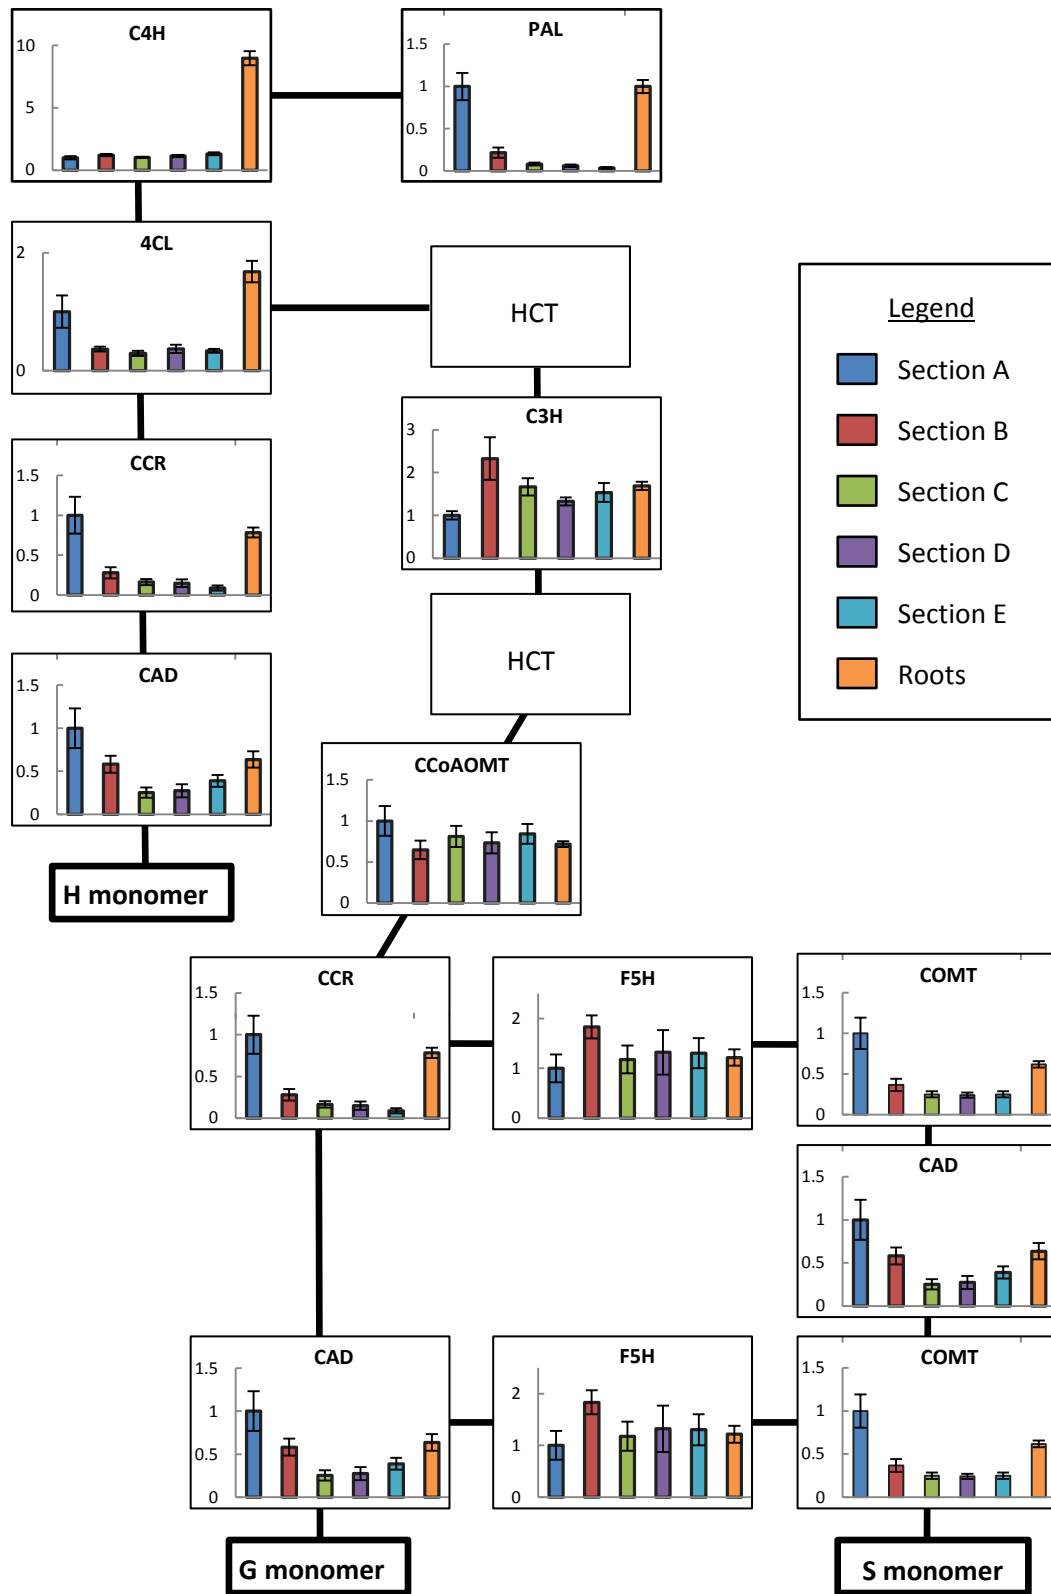 C4H
10
5
0
PAL
1.5
1
0.5
0
4CL
2
0
HCT
Legend
Section A
Section B
Section C
Section D
Section E
Roots
CCR
1.5
1
0.5
0
C3H
3
2
1
0
HCT
CAD
1.5
1
0.5
0
H monomer
CCoAOMT
1.5
1
0.5
0
CCR
1.5
1
0.5
0
F5H
2
1
0
COMT
1.5
1
0.5
0
CAD
1.5
1
0.5
0
CAD
1.5
1
0.5
0
F5H
2
1
0
COMT
1.5
1
0.5
0
G monomer
S monomer